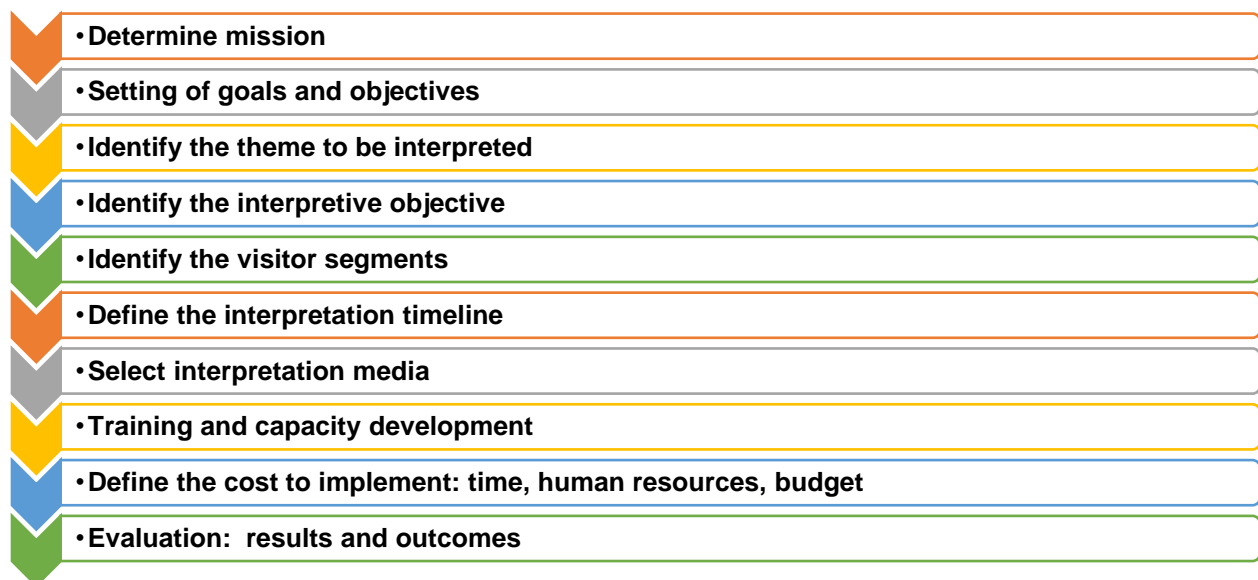 •Determine mission
•Setting of goals and objectives
•Identify the theme to be interpreted
•Identify the interpretive objective
•Identify the visitor segments
•Define the interpretation timeline
•Select interpretation media
•Training and capacity development
•Define the cost to implement: time, human resources, budget
•Evaluation:  results and outcomes